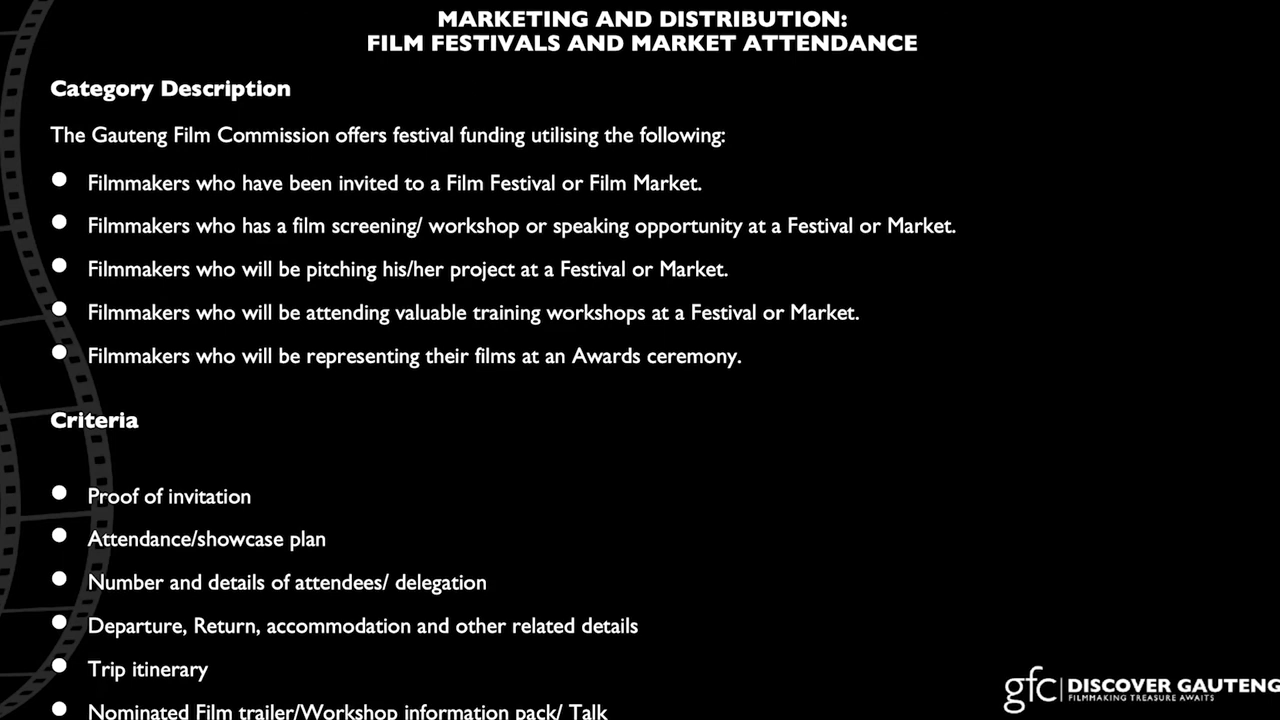 MARKETING AND DISTRIBUTION:
FILM FESTIVALS AND MARKET ATTENDANCE
Category Description
The Gauteng Film Commission offers festival funding utilising the following:
● Filmmakers who have been invited to a Film Festival or Film Market.
● Filmmakers who has a film screening/ workshop or speaking opportunity at a Festival or Market.
● Filmmakers who will be pitching his/her project at a Festival or Market.
● Filmmakers who will be attending valuable training workshops at a Festival or Market.
● Filmmakers who will be representing their films at an Awards ceremony.
Criteria
● Proof of invitation
● Attendance/showcase plan
● Number and details of attendees/ delegation
● Departure, Return, accommodation and other related details
● Trip itinerary
● Nominated Film trailer/Workshop information pack/ Talk
gfc | DISCOVER GAUTENG
FILMMAKING TREASURE AWAITS